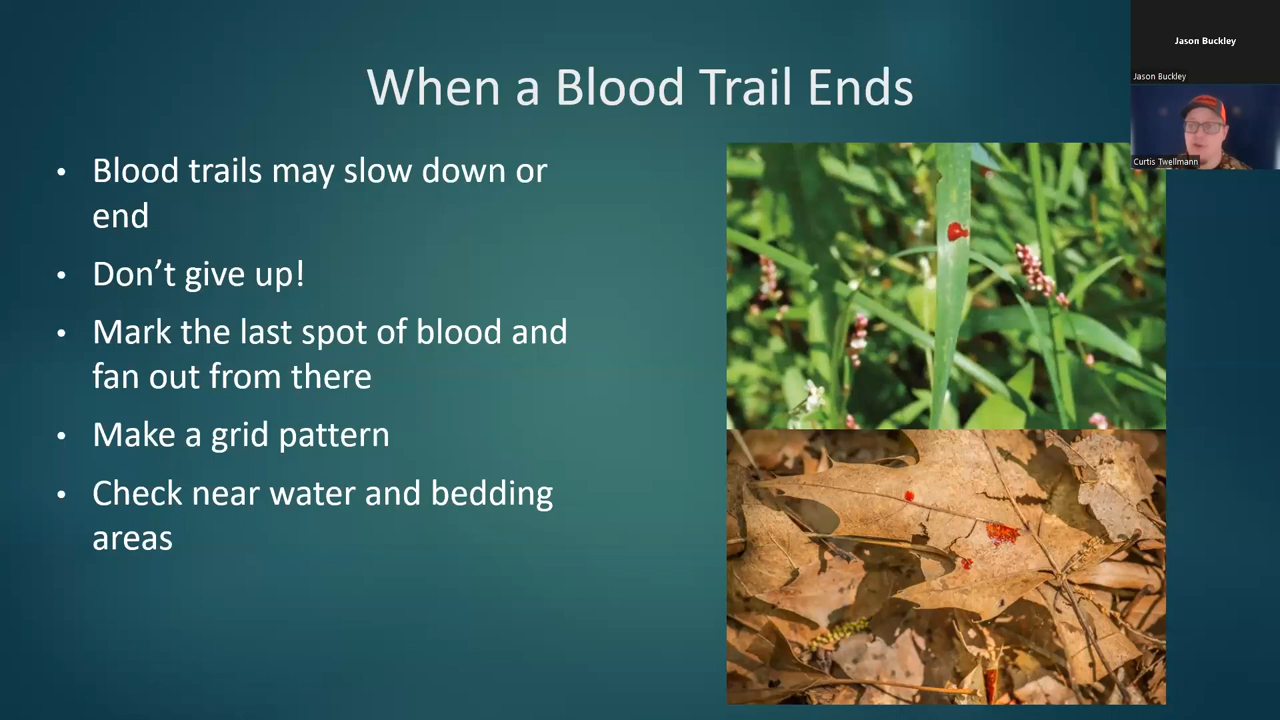 When a Blood Trail Ends
• Blood trails may slow down or
end
• Don’t give up!
• Mark the last spot of blood and
fan out from there
• Make a grid pattern
• Check near water and bedding
areas
Jason Buckley
Jason Buckley
Curtis Twellmann